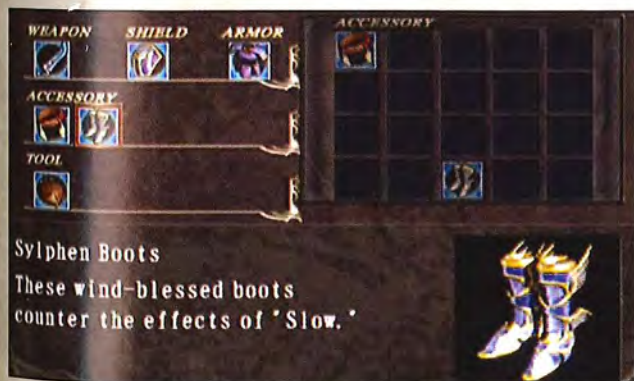 WEAPON SHIELD ARMOR
ACCESSORY
ACCESSORY
TOOL
Sylphen Boots
These wind-blessed boots
counter the effects of "Slow."